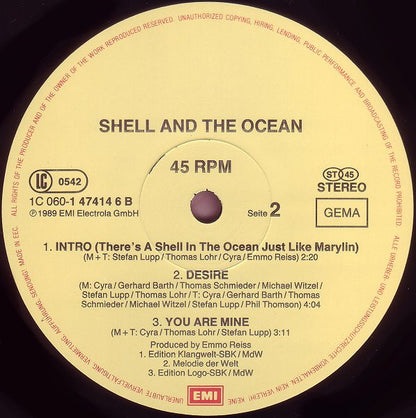 ALL RIGHTS OF THE PRODUCER AND OF THE OWNER OF THE WORK REPRODUCED RESERVED. UNAUTHORIZED COPYING, HIRING, LENDING, PUBLIC PERFORMANCE AND BROADCASTING OF THE RECORD PROHIBITED.
SHELL AND THE OCEAN
45 RPM
LC 0542
ST 45
STEREO
1C 060-1 47414 6 B
℗ 1989 EMI Electrola GmbH
Seite 2
GEMA
1. INTRO (There's A Shell In The Ocean Just Like Marylin)
(M + T: Stefan Lupp / Thomas Lohr / Cyra / Emmo Reiss) 2:20
2. DESIRE
(M: Cyra / Gerhard Barth / Thomas Schmieder / Michael Witzel /
Stefan Lupp / Thomas Lohr / T: Cyra / Gerhard Barth / Thomas
Schmieder / Michael Witzel / Stefan Lupp / Phil Thomson) 4:04
3. YOU ARE MINE
(M + T: Cyra / Thomas Lohr / Stefan Lupp) 3:11
Produced by Emmo Reiss
1. Edition Klangwelt-SBK / MdW
2. Melodie der Welt
3. Edition Logo-SBK / MdW
EMI
MADE IN EEC.